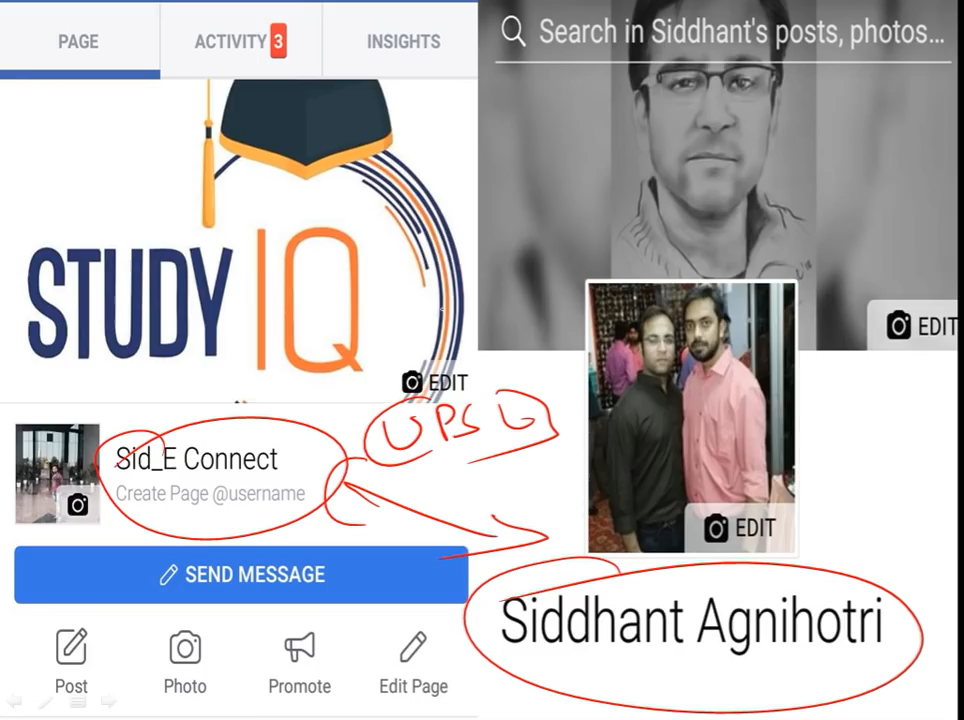 PAGE
ACTIVITY 3
INSIGHTS
STUDY IQ
EDIT
Sid_E Connect
Create Page @username
SEND MESSAGE
Post
Photo
Promote
Edit Page
UPSC
Search in Siddhant's posts, photos...
EDIT
EDIT
Siddhant Agnihotri